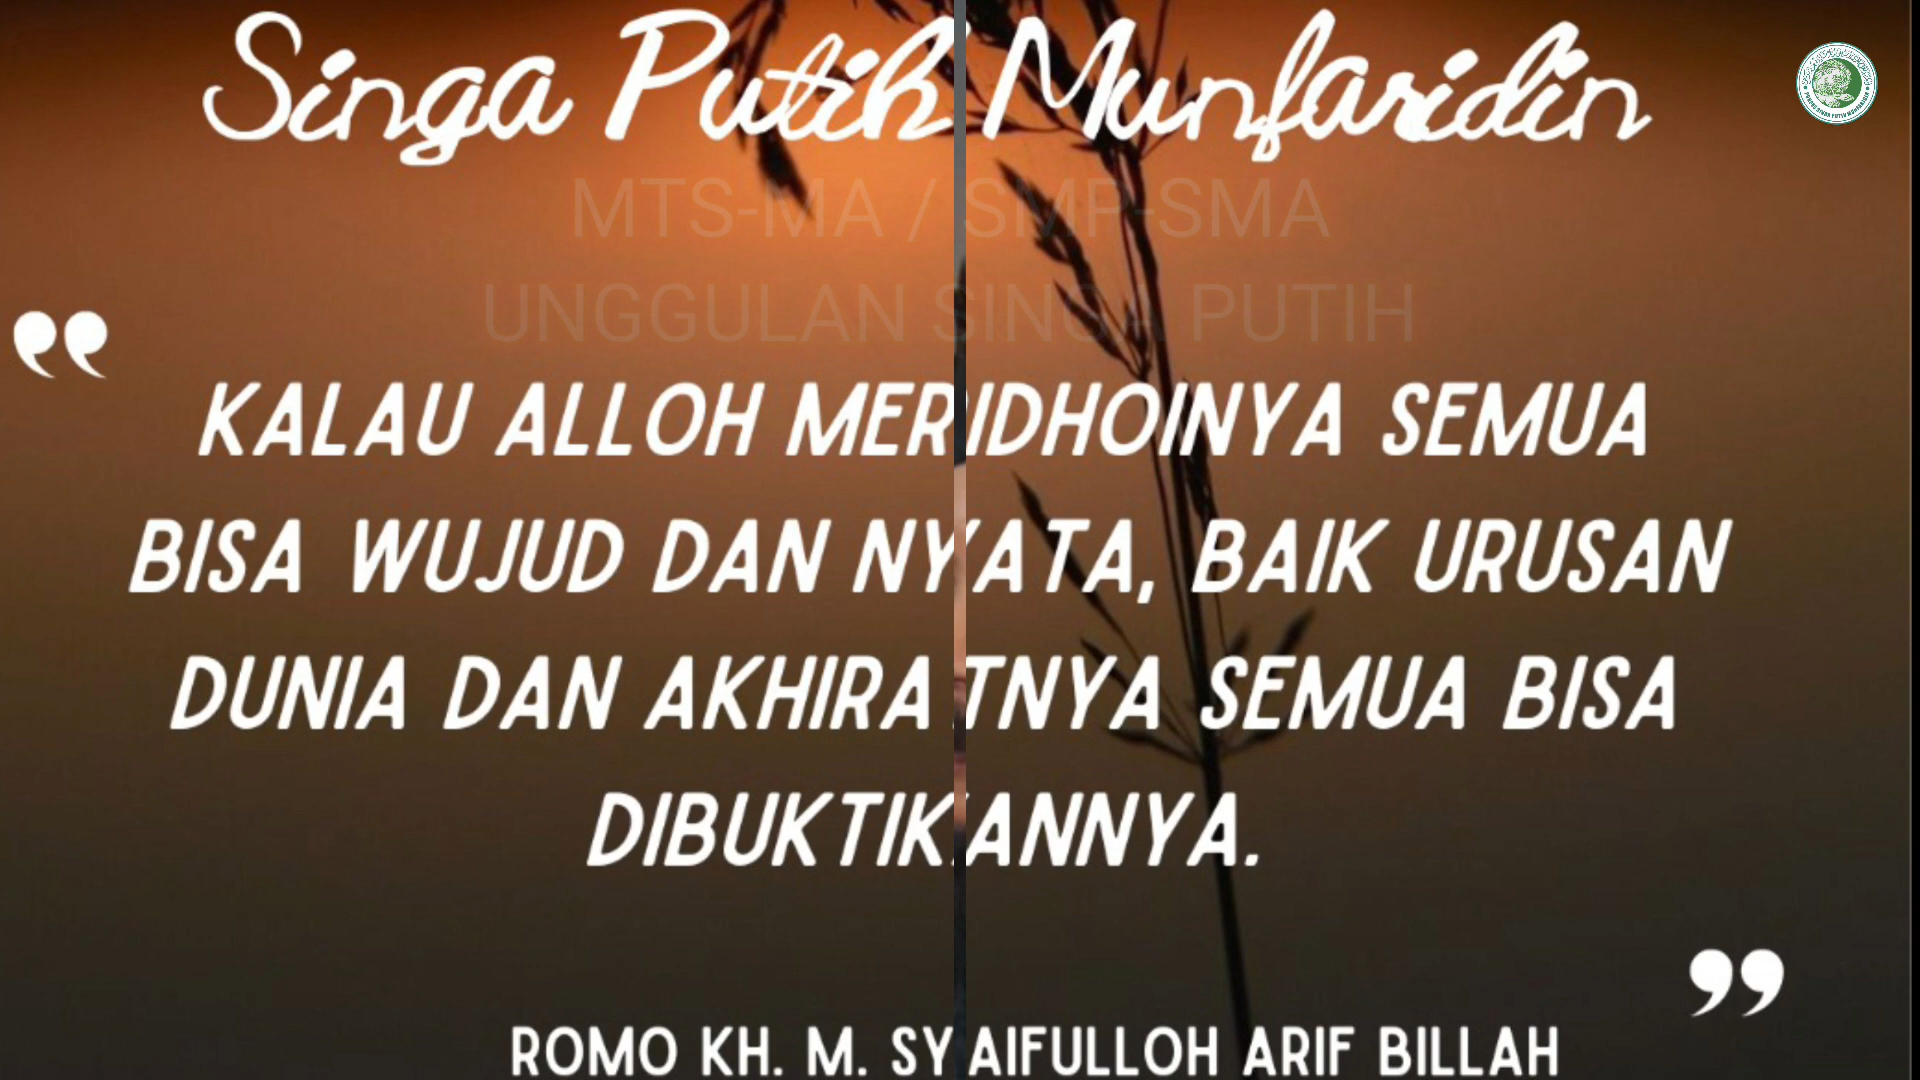 Singa Putih Munfaridin
MTS-MA / SMP-SMA
UNGGULAN SINGA PUTIH
“
KALAU ALLOH MERIDHOINYA SEMUA
BISA WUJUD DAN NYATA, BAIK URUSAN
DUNIA DAN AKHIRATNYA SEMUA BISA
DIBUKTIKANNYA.
”
ROMO KH. M. SYAIFULLOH ARIF BILLAH